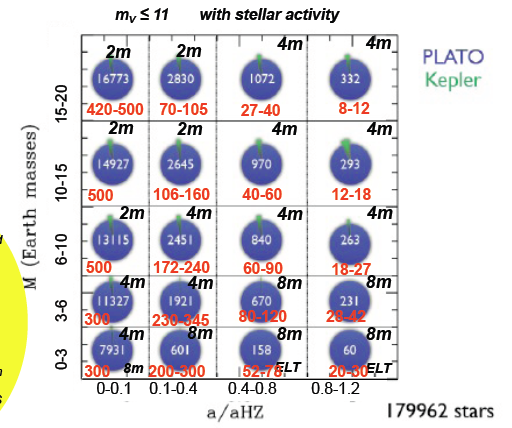 mᵥ ≤ 11 with stellar activity
PLATO
Kepler
M (Earth masses)
15-20
2m 2m 4m 4m
16773 2830 1072 332
420-500 70-105 27-40 8-12
10-15
2m 2m 4m 4m
14927 2645 970 293
500 106-160 40-60 12-18
6-10
2m 4m 4m 4m
13115 2451 840 263
500 172-240 60-90 18-27
3-6
4m 4m 8m 8m
11327 1921 670 231
300 230-345 80-120 28-42
0-3
4m 8m 8m 8m
7931 601 158 60
300 8m 200-300 52-78 ELT 20-30 ELT
0-0.1 0.1-0.4 0.4-0.8 0.8-1.2
a/aHZ
179962 stars